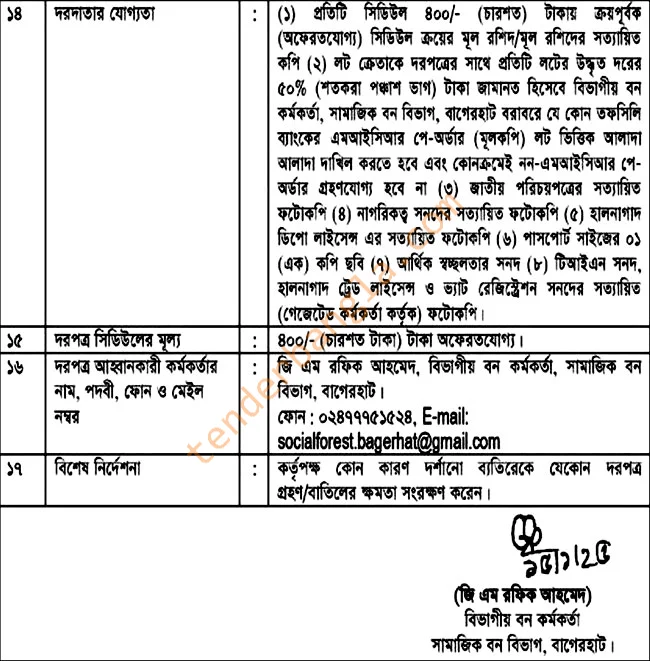 ১৪ দরদাতার যোগ্যতা : (১) প্রতিটি সিডিউল ৪০০/- (চারশত) টাকায় ক্রয়পূর্বক
(অফেরতযোগ্য) সিডিউল ক্রয়ের মূল রশিদ/মূল রশিদের সত্যায়িত
কপি (২) লট ক্রেতাকে দরপত্রের সাথে প্রতিটি লটের উদ্ধৃত দরের
৫০% (শতকরা পঞ্চাশ ভাগ) টাকা জামানত হিসেবে বিভাগীয় বন
কর্মকর্তা, সামাজিক বন বিভাগ, বাগেরহাট বরাবরে যে কোন তফসিলি
ব্যাংকের এমআইসিআর পে-অর্ডার (মূলকপি) লট ভিত্তিক আলাদা
আলাদা দাখিল করতে হবে এবং কোনক্রমেই নন-এমআইসিআর পে-
অর্ডার গ্রহণযোগ্য হবে না (৩) জাতীয় পরিচয়পত্রের সত্যায়িত
ফটোকপি (৪) নাগরিকত্ব সনদের সত্যায়িত ফটোকপি (৫) হালনাগাদ
ডিপো লাইসেন্স এর সত্যায়িত ফটোকপি (৬) পাসপোর্ট সাইজের ০১
(এক) কপি ছবি (৭) আর্থিক স্বচ্ছলতার সনদ (৮) টিআইএন সনদ,
হালনাগাদ ট্রেড লাইসেন্স ও ভ্যাট রেজিস্ট্রেশন সনদের সত্যায়িত
(গেজেটেড কর্মকর্তা কর্তৃক) ফটোকপি।
১৫ দরপত্র সিডিউলের মূল্য : ৪০০/- (চারশত টাকা) টাকা অফেরতযোগ্য।
১৬ দরপত্র আহ্বানকারী কর্মকর্তার : জি এম রফিক আহমেদ, বিভাগীয় বন কর্মকর্তা, সামাজিক বন
নাম, পদবী, ফোন ও মেইল বিভাগ, বাগেরহাট।
নম্বর ফোন : ০২৪৭৭৭৫১৫২৪, E-mail:
socialforest.bagerhat@gmail.com
১৭ বিশেষ নির্দেশনা : কর্তৃপক্ষ কোন কারণ দর্শানো ব্যতিরেকে যেকোন দরপত্র
গ্রহণ/বাতিলের ক্ষমতা সংরক্ষণ করেন।
tenderbangla.com
(জি এম রফিক আহমেদ)
বিভাগীয় বন কর্মকর্তা
সামাজিক বন বিভাগ, বাগেরহাট।